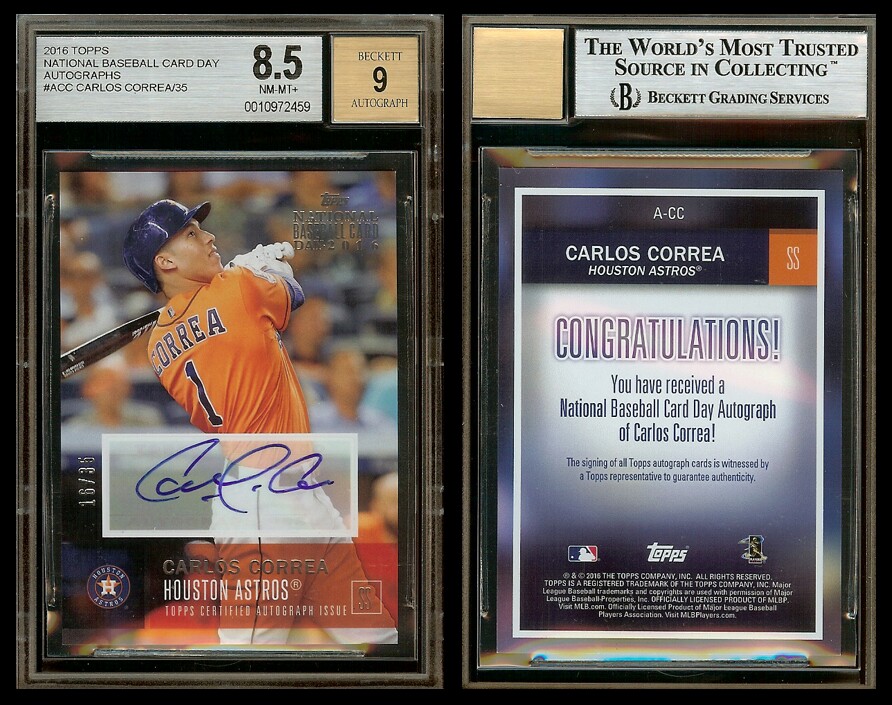 2016 TOPPS
NATIONAL BASEBALL CARD DAY
AUTOGRAPHS
#ACC CARLOS CORREA/35
8.5
NM-MT+
0010972459
BECKETT
9
AUTOGRAPH
Topps
NATIONAL
BASEBALL CARD
DAY 2016
CORREA
1
16/35
CARLOS CORREA
HOUSTON ASTROS®
TOPPS CERTIFIED AUTOGRAPH ISSUE
SS
HOUSTON
ASTROS
THE WORLD'S MOST TRUSTED
SOURCE IN COLLECTING™
B BECKETT GRADING SERVICES
A-CC
CARLOS CORREA
HOUSTON ASTROS®
SS
CONGRATULATIONS!
You have received a
National Baseball Card Day Autograph
of Carlos Correa!
The signing of all Topps autograph cards is witnessed by
a Topps representative to guarantee authenticity.
topps
® & © 2016 THE TOPPS COMPANY, INC. ALL RIGHTS RESERVED.
TOPPS IS A REGISTERED TRADEMARK OF THE TOPPS COMPANY, INC. Major
League Baseball trademarks and copyrights are used with permission of Major
League Baseball Properties, Inc. OFFICIALLY LICENSED PRODUCT OF MLBP.
Visit MLB.com. Officially Licensed Product of Major League Baseball
Players Association. Visit MLBPlayers.com.